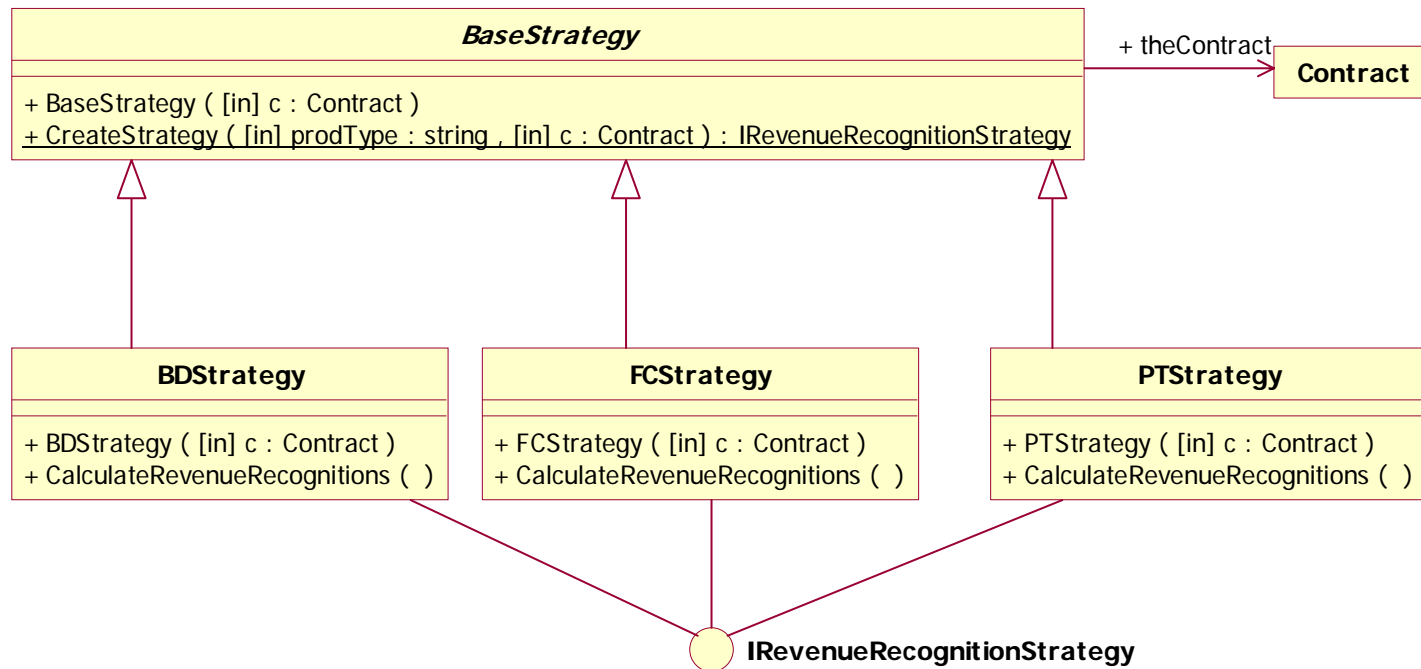 BaseStrategy
+ theContract
Contract
+ BaseStrategy ( [in] c : Contract )
+ CreateStrategy ( [in] prodType : string , [in] c : Contract ) : IRevenueRecognitionStrategy
BDStrategy
+ BDStrategy ( [in] c : Contract )
+ CalculateRevenueRecognitions ( )
FCStrategy
+ FCStrategy ( [in] c : Contract )
+ CalculateRevenueRecognitions ( )
PTStrategy
+ PTStrategy ( [in] c : Contract )
+ CalculateRevenueRecognitions ( )
IRevenueRecognitionStrategy